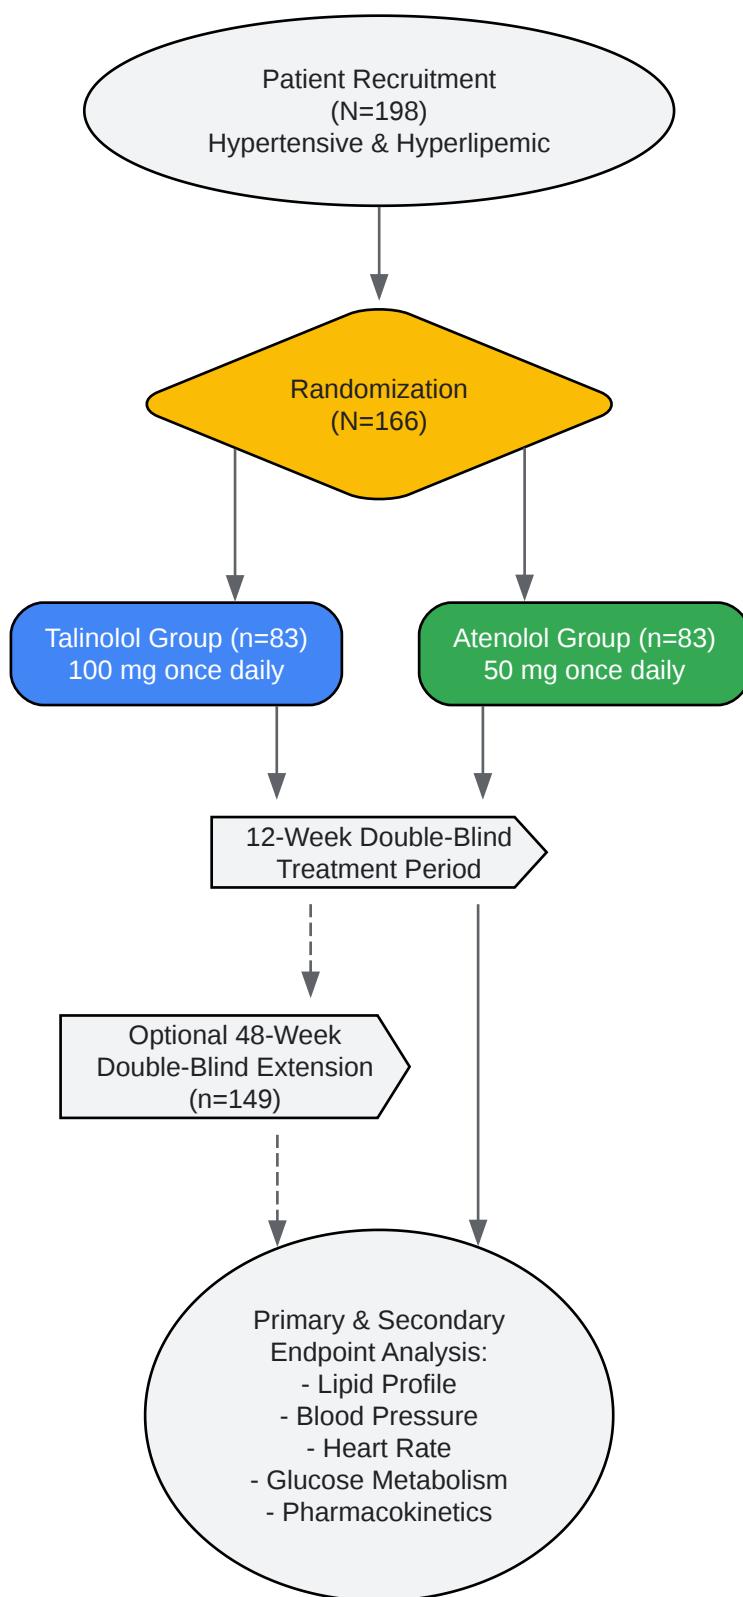 Patient Recruitment
(N=198)
Hypertensive & Hyperlipemic
Randomization
(N=166)
Talinolol Group (n=83)
100 mg once daily
Atenolol Group (n=83)
50 mg once daily
12-Week Double-Blind
Treatment Period
Optional 48-Week
Double-Blind Extension
(n=149)
Primary & Secondary
Endpoint Analysis:
- Lipid Profile
- Blood Pressure
- Heart Rate
- Glucose Metabolism
- Pharmacokinetics